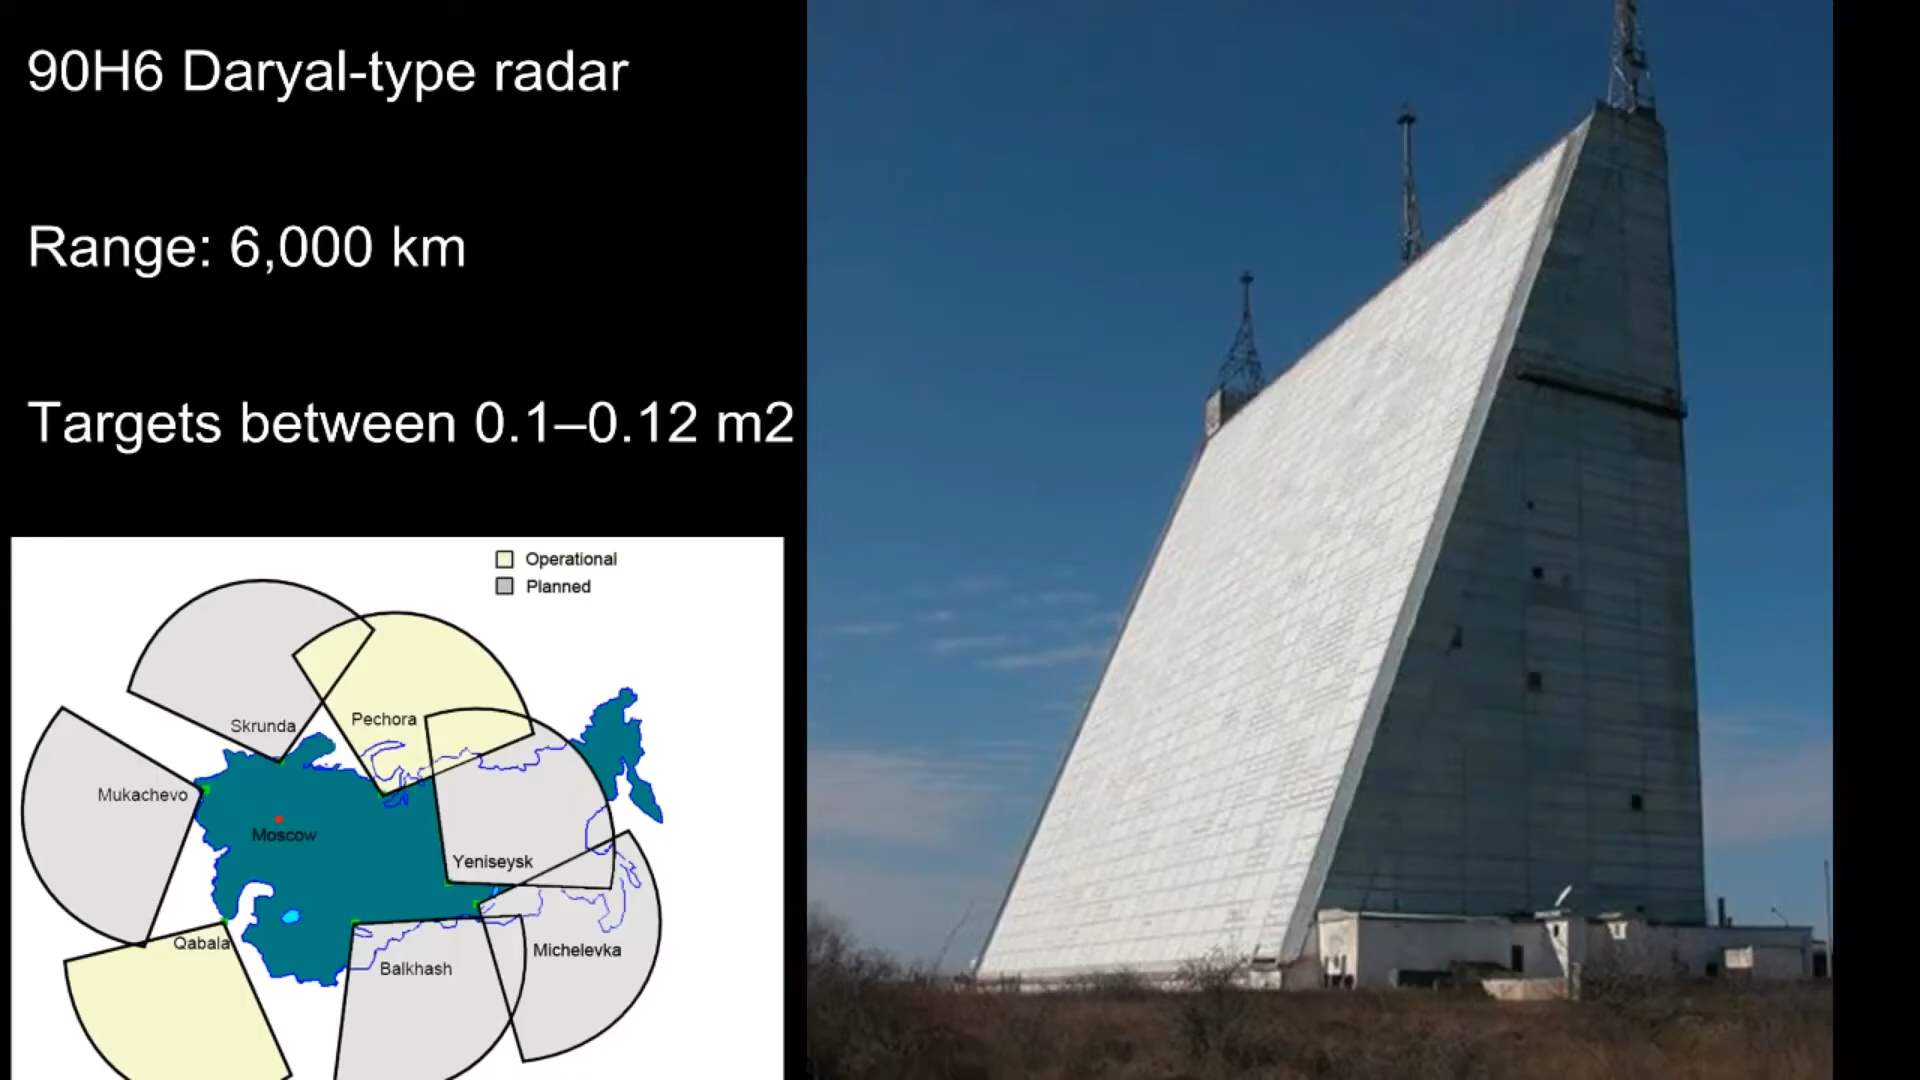 90H6 Daryal-type radar
Range: 6,000 km
Targets between 0.1–0.12 m2
Operational
Planned
Skrunda
Pechora
Mukachevo
Moscow
Yeniseysk
Qabala
Balkhash
Michelevka